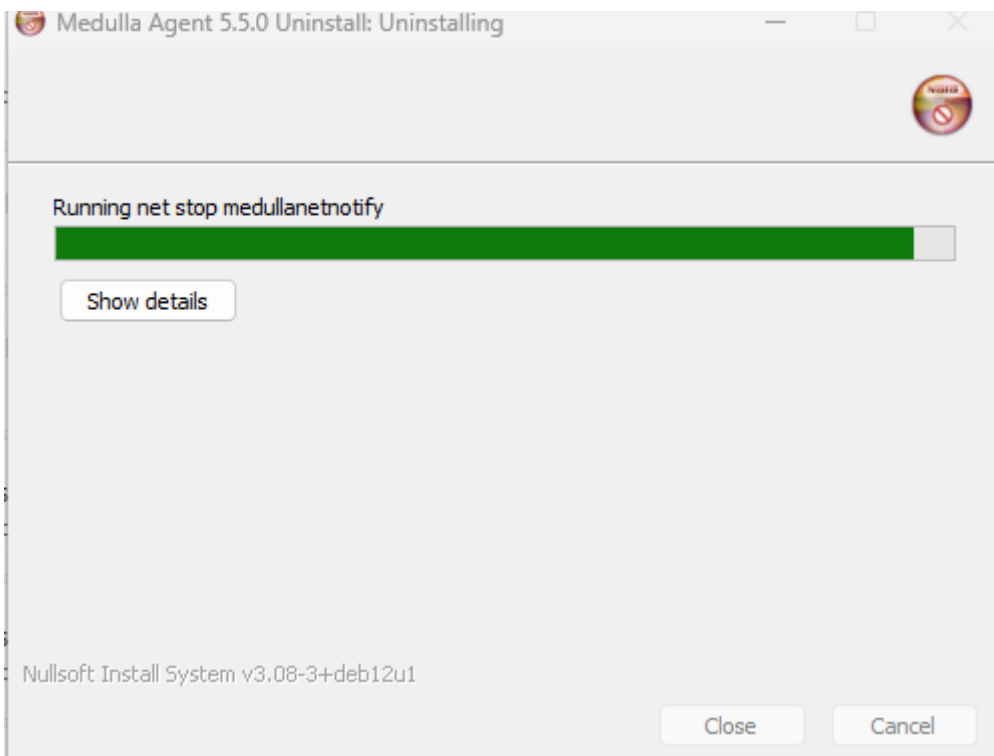 Medulla Agent 5.5.0 Uninstall: Uninstalling
Running net stop medullanetnotify
Show details
Nullsoft Install System v3.08-3+deb12u1
Close
Cancel